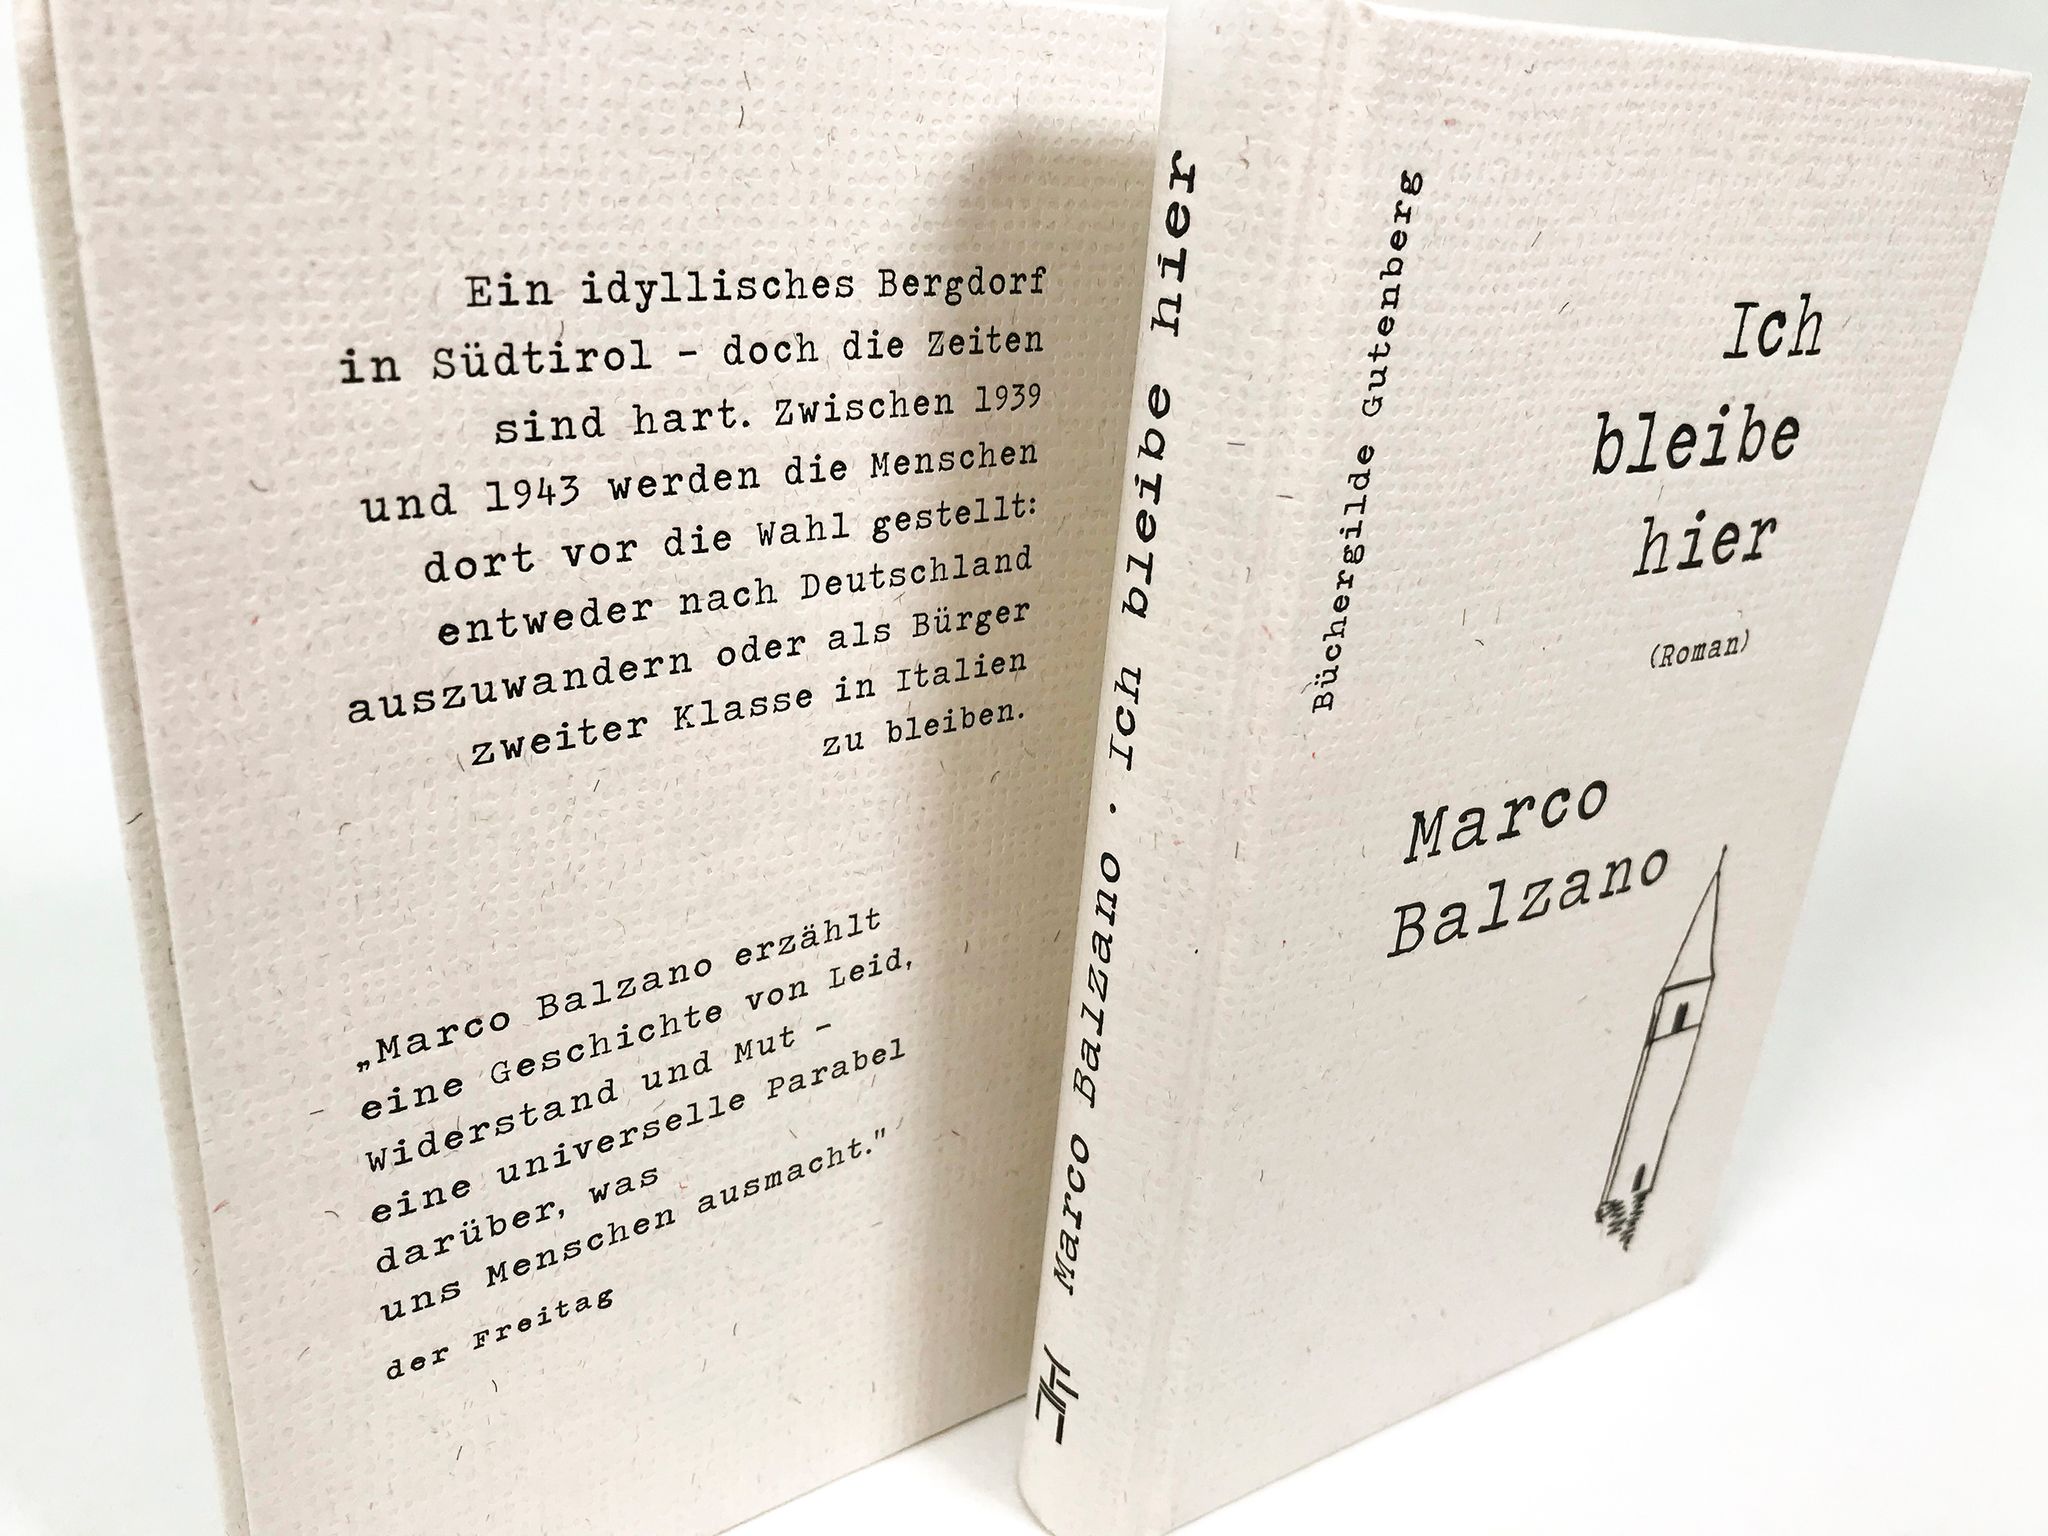 Ein idyllisches Bergdorf
in Südtirol – doch die Zeiten
sind hart. Zwischen 1939
und 1943 werden die Menschen
dort vor die Wahl gestellt:
entweder nach Deutschland
auszuwandern oder als Bürger
zweiter Klasse in Italien
zu bleiben.
„Marco Balzano erzählt
eine Geschichte von Leid,
Widerstand und Mut –
eine universelle Parabel
darüber, was
uns Menschen ausmacht."
der Freitag
Marco Balzano · Ich bleibe hier
Büchergilde Gutenberg
Ich
bleibe
hier
(Roman)
Marco
Balzano